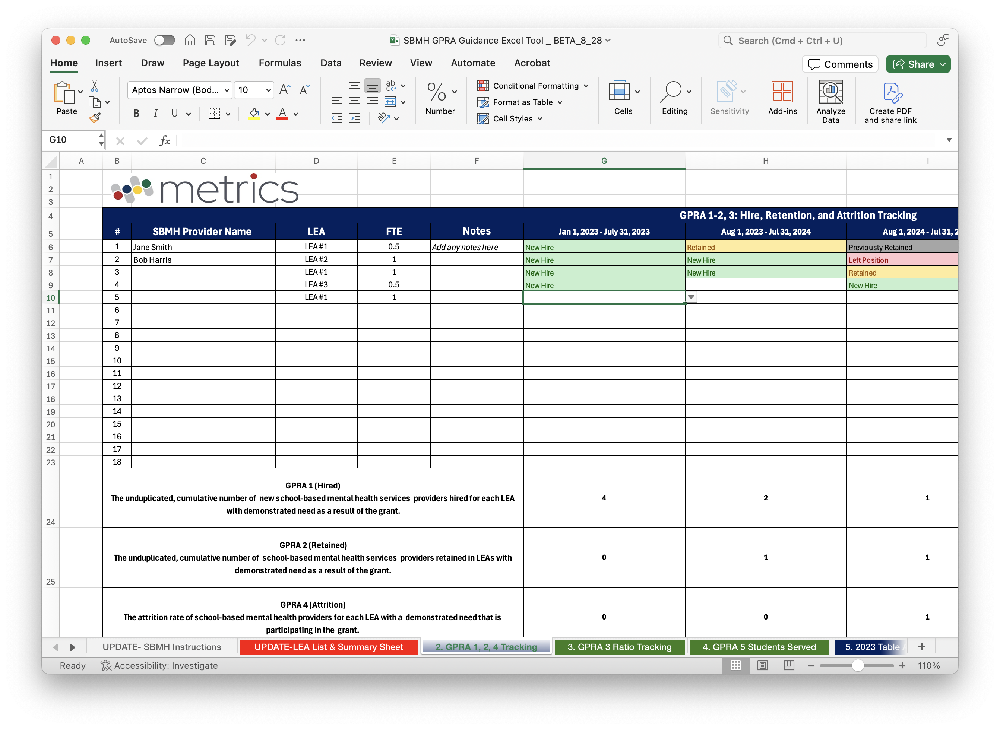 AutoSave
SBMH GPRA Guidance Excel Tool _ BETA_8_28
Search (Cmd + Ctrl + U)
Home Insert Draw Page Layout Formulas Data Review View Automate Acrobat
Comments Share
Paste
Aptos Narrow (Bod... 10
B I U
Number
Conditional Formatting
Format as Table
Cell Styles
Cells
Editing
Sensitivity
Add-ins
Analyze
Data
Create PDF
and share link
G10 fx
A B C D E F G H I
1
2 metrics
3
4 GPRA 1-2, 3: Hire, Retention, and Attrition Tracking
5 # SBMH Provider Name LEA FTE Notes Jan 1, 2023 - July 31, 2023 Aug 1, 2023 - Jul 31, 2024 Aug 1, 2024 - Jul 31, 2
6 1 Jane Smith LEA #1 0.5 Add any notes here New Hire Retained Previously Retained
7 2 Bob Harris LEA #2 1 New Hire New Hire Left Position
8 3 LEA #1 1 New Hire New Hire Retained
9 4 LEA #3 0.5 New Hire New Hire
10 5 LEA #1 1
11 6
12 7
13 8
14 9
15 10
16 11
17 12
18 13
19 14
20 15
21 16
22 17
23 18
GPRA 1 (Hired)
The unduplicated, cumulative number of new school-based mental health services providers hired for each LEA 4 2 1
with demonstrated need as a result of the grant.
24
GPRA 2 (Retained)
The unduplicated, cumulative number of school-based mental health services providers retained in LEAs with 0 1 1
demonstrated need as a result of the grant.
25
GPRA 4 (Attrition)
The attrition rate of school-based mental health providers for each LEA with a demonstrated need that is 0 0 1
participating in the grant.
UPDATE- SBMH Instructions UPDATE-LEA List & Summary Sheet 2. GPRA 1, 2, 4 Tracking 3. GPRA 3 Ratio Tracking 4. GPRA 5 Students Served 5. 2023 Table A
Ready Accessibility: Investigate 110%